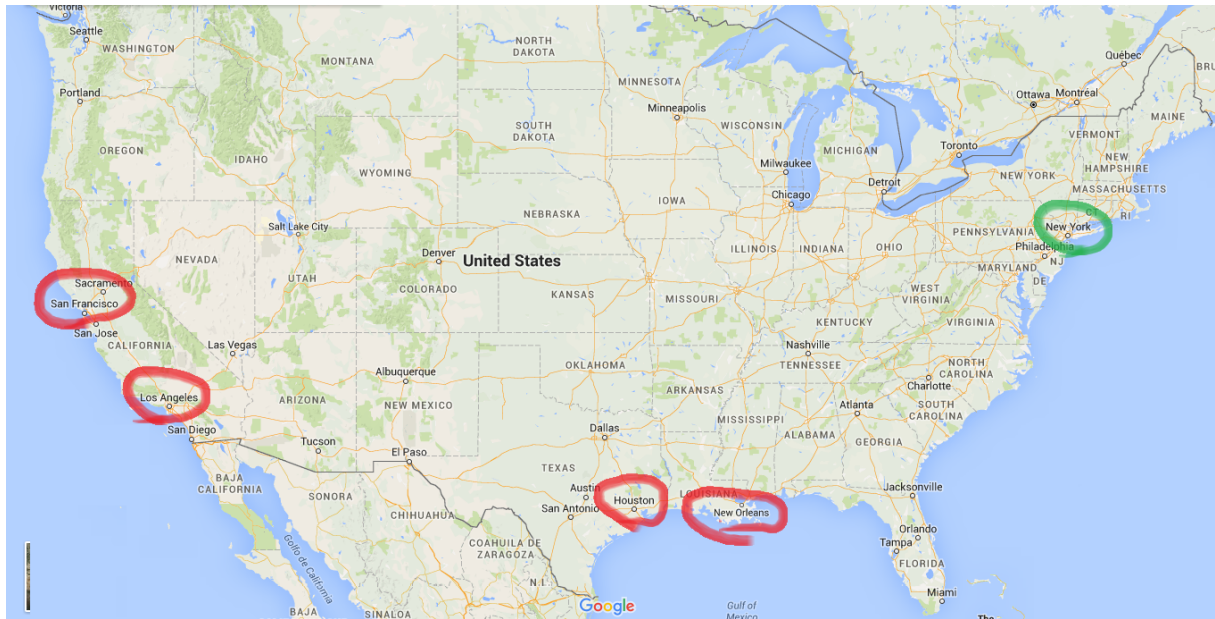 Victoria
Seattle
WASHINGTON
MONTANA
NORTH
DAKOTA
MINNESOTA
Québec
Ottawa
Montréal
MAINE
Portland
Minneapolis
SOUTH
DAKOTA
WISCONSIN
VERMONT
OREGON
IDAHO
MICHIGAN
Toronto
NEW
HAMPSHIRE
WYOMING
Milwaukee
Detroit
NEW YORK
MASSACHUSETTS
Chicago
IOWA
CT
RI
NEBRASKA
Salt Lake City
PENNSYLVANIA
New York
Philadelphia
NEVADA
Denver
United States
ILLINOIS
INDIANA
OHIO
NJ
UTAH
MARYLAND
DE
Sacramento
San Francisco
COLORADO
KANSAS
MISSOURI
WEST
VIRGINIA
San Jose
CALIFORNIA
KENTUCKY
VIRGINIA
Las Vegas
Nashville
TENNESSEE
OKLAHOMA
NORTH
CAROLINA
Albuquerque
Charlotte
Los Angeles
ARIZONA
NEW MEXICO
ARKANSAS
Atlanta
SOUTH
CAROLINA
San Diego
Dallas
MISSISSIPPI
ALABAMA
GEORGIA
Tucson
El Paso
TEXAS
BAJA
CALIFORNIA
SONORA
Austin
Houston
LOUISIANA
Jacksonville
San Antonio
New Orleans
CHIHUAHUA
Orlando
COAHUILA DE
ZARAGOZA
Tampa
Golfo de California
FLORIDA
N.L.
Miami
BAJA
SINALOA
Google
Gulf of
Mexico
The